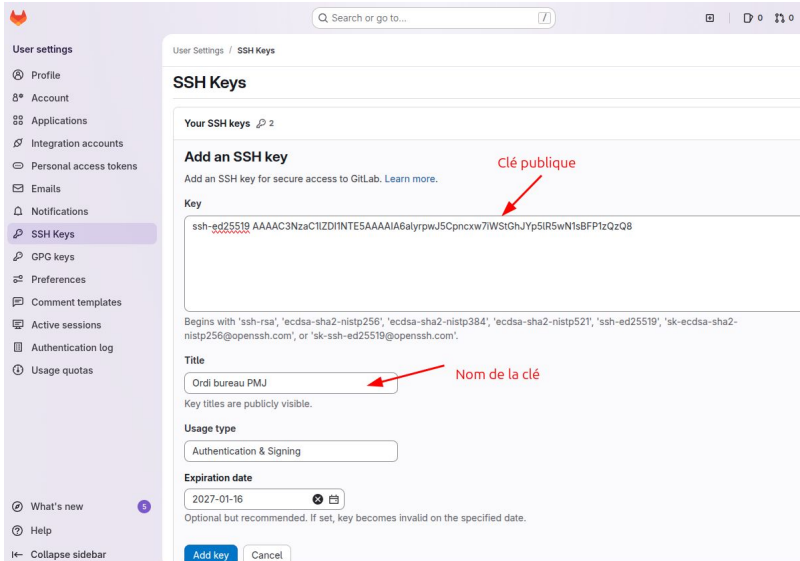 Search or go to...
/
0
0
User settings
Profile
Account
Applications
Integration accounts
Personal access tokens
Emails
Notifications
SSH Keys
GPG keys
Preferences
Comment templates
Active sessions
Authentication log
Usage quotas
What's new
5
Help
Collapse sidebar
User Settings / SSH Keys
SSH Keys
Your SSH keys 2
Add an SSH key
Clé publique
Add an SSH key for secure access to GitLab. Learn more.
Key
ssh-ed25519 AAAAC3NzaC1lZDI1NTE5AAAAIA6alyrpwJ5Cpncxw7iWStGhJYp5lR5wN1sBFP1zQzQ8
Begins with 'ssh-rsa', 'ecdsa-sha2-nistp256', 'ecdsa-sha2-nistp384', 'ecdsa-sha2-nistp521', 'ssh-ed25519', 'sk-ecdsa-sha2-
nistp256@openssh.com', or 'sk-ssh-ed25519@openssh.com'.
Title
Ordi bureau PMJ
Nom de la clé
Key titles are publicly visible.
Usage type
Authentication & Signing
Expiration date
2027-01-16
Optional but recommended. If set, key becomes invalid on the specified date.
Add key
Cancel